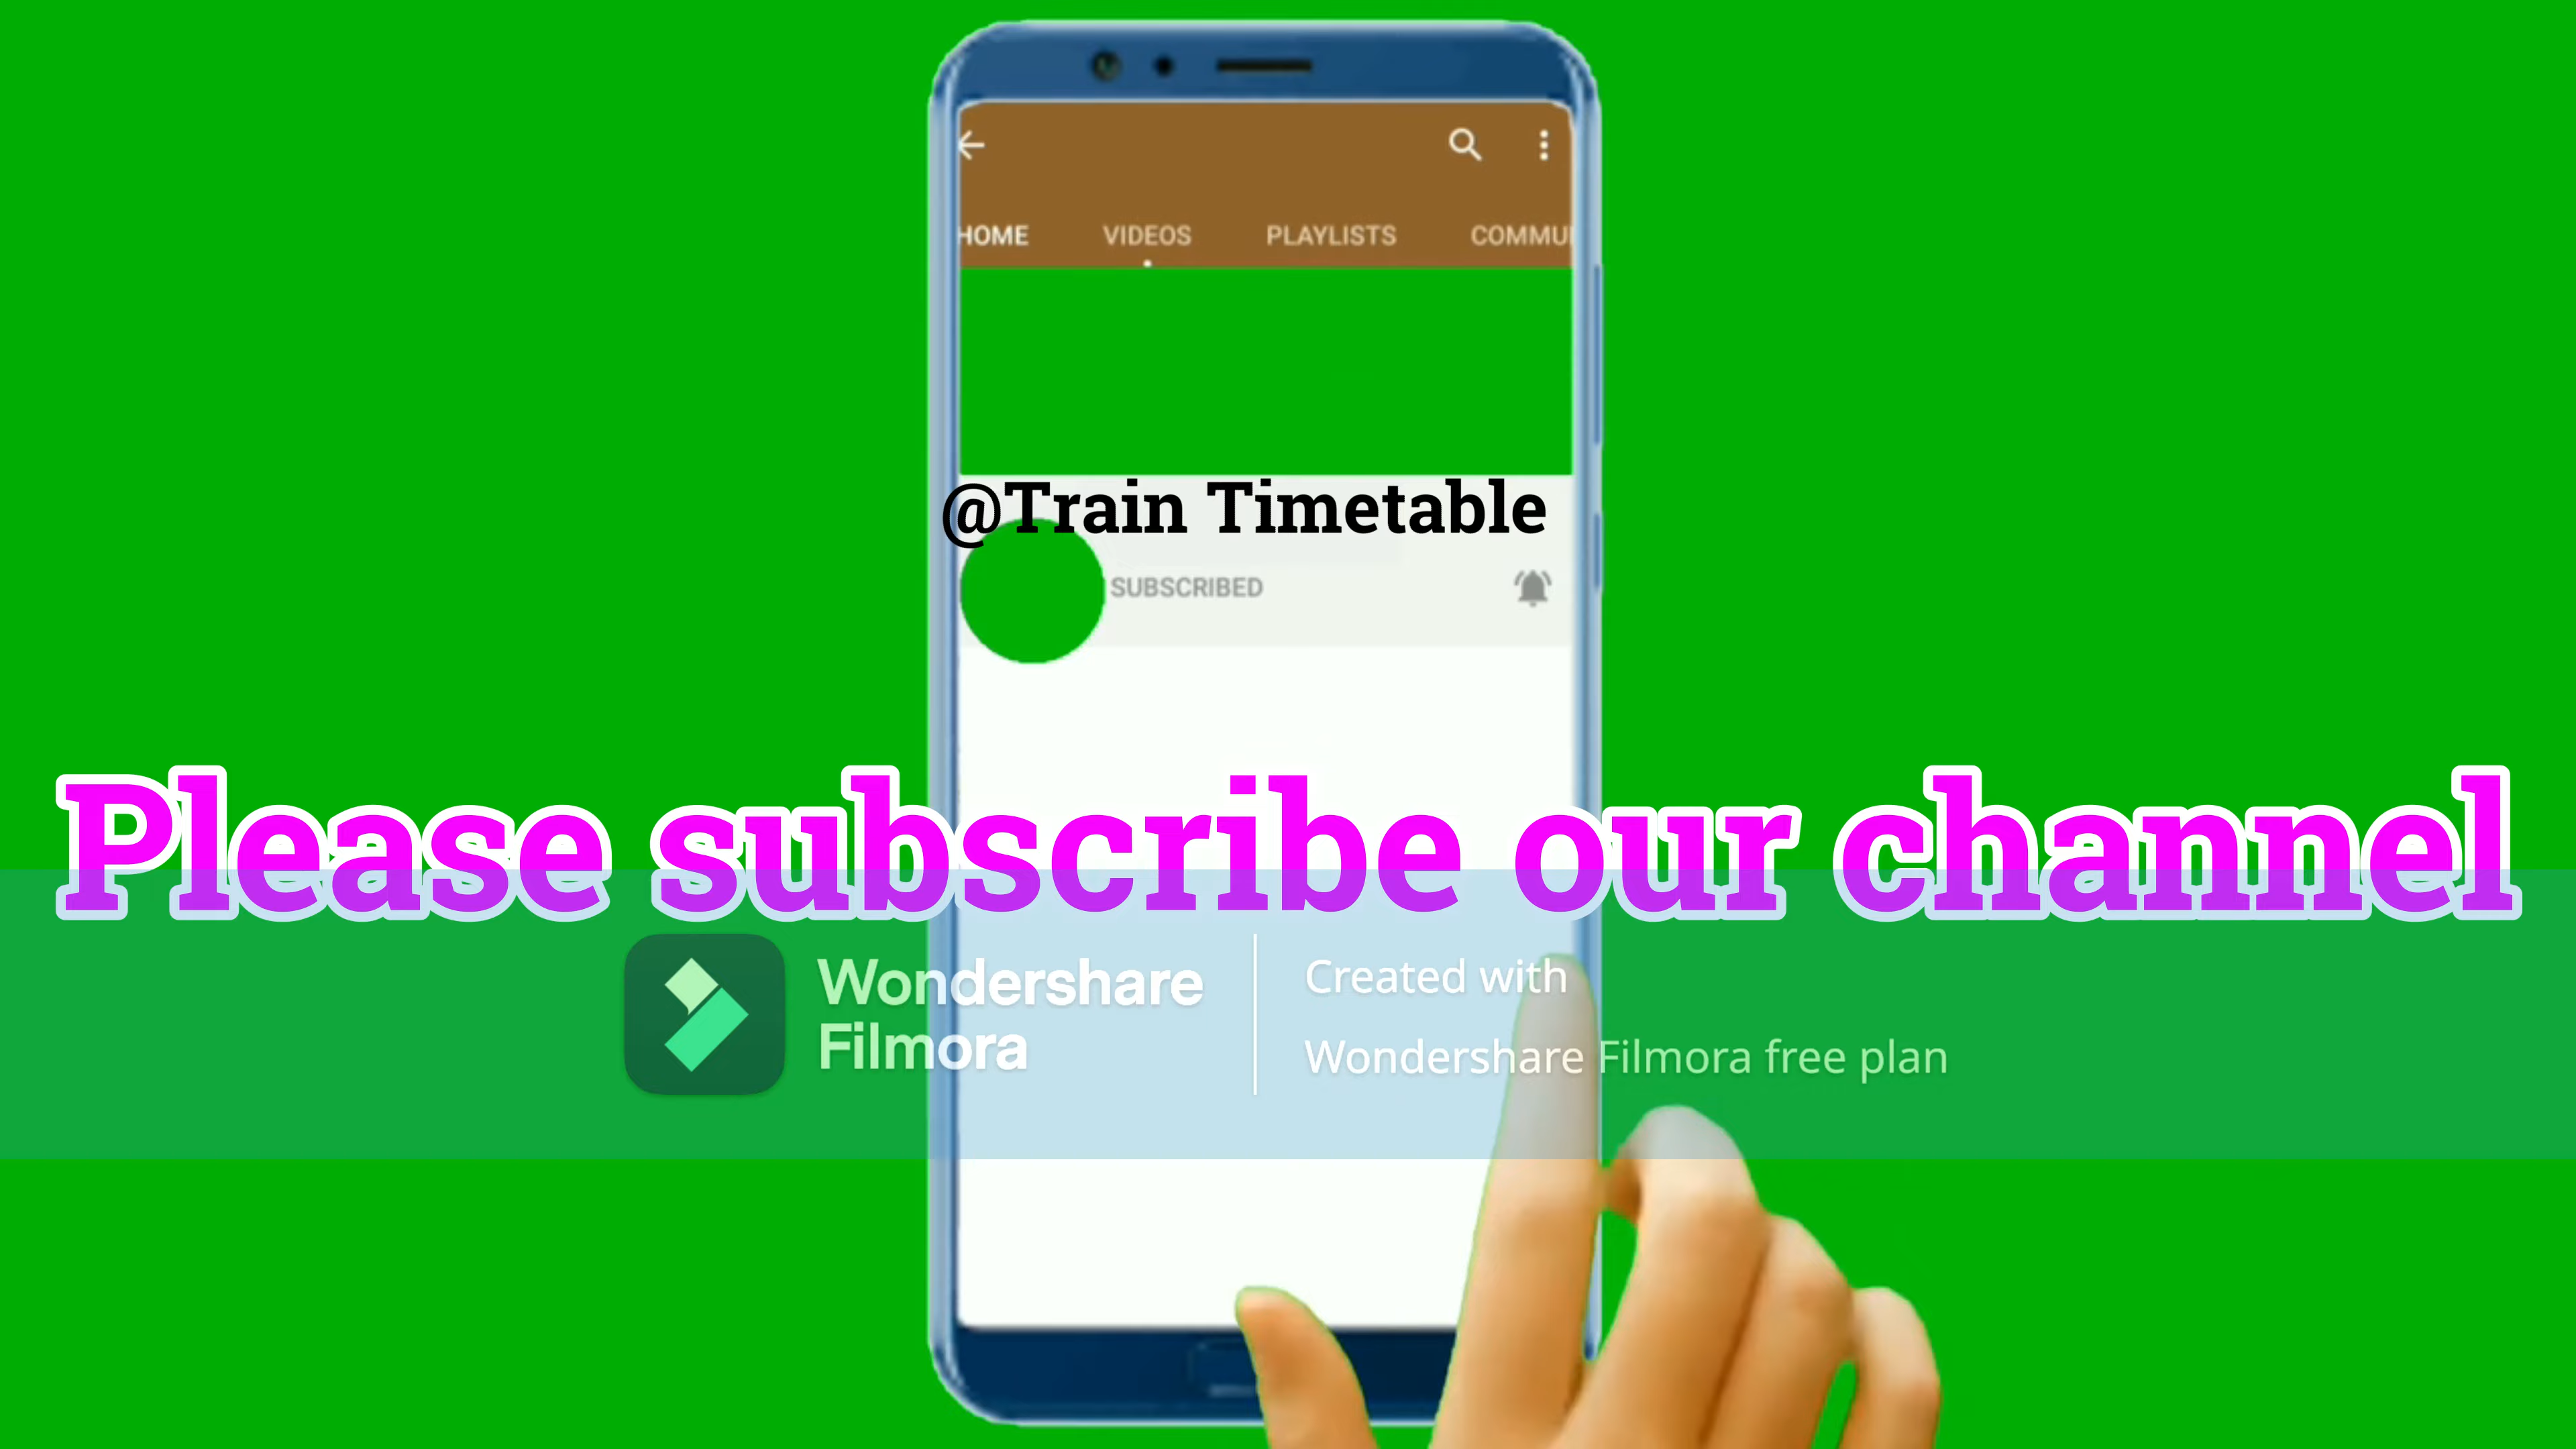 HOME VIDEOS PLAYLISTS COMMU
@Train Timetable
SUBSCRIBED
Please subscribe our channel
Wondershare
Filmora
Created with
Wondershare Filmora free plan